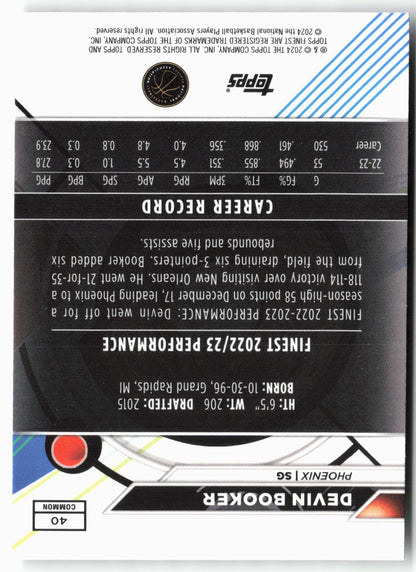 40
COMMON
DEVIN BOOKER
PHOENIX | SG
HT: 6'5" WT: 206 DRAFTED: 2015
BORN: 10-30-96, Grand Rapids, MI
FINEST 2022/23 PERFORMANCE
FINEST 2022-2023 PERFORMANCE: Devin went off for a
season-high 58 points on December 17, leading Phoenix to a
118-114 victory over visiting New Orleans. He went 21-for-35
from the field, draining six 3-pointers. Booker added six
rebounds and five assists.
CAREER RECORD
G FG% FT% 3PM RPG APG SPG BPG PPG
22-23 53 .494 .855 .351 4.5 5.5 1.0 0.3 27.8
Career 530 .461 .868 .356 4.0 4.8 0.8 0.3 23.9
topps
® & © 2024 THE TOPPS COMPANY, INC. ALL RIGHTS RESERVED. TOPPS AND
TOPPS FINEST ARE REGISTERED TRADEMARKS OF THE TOPPS COMPANY, INC.
© 2024 the National Basketball Players Association. All rights reserved.